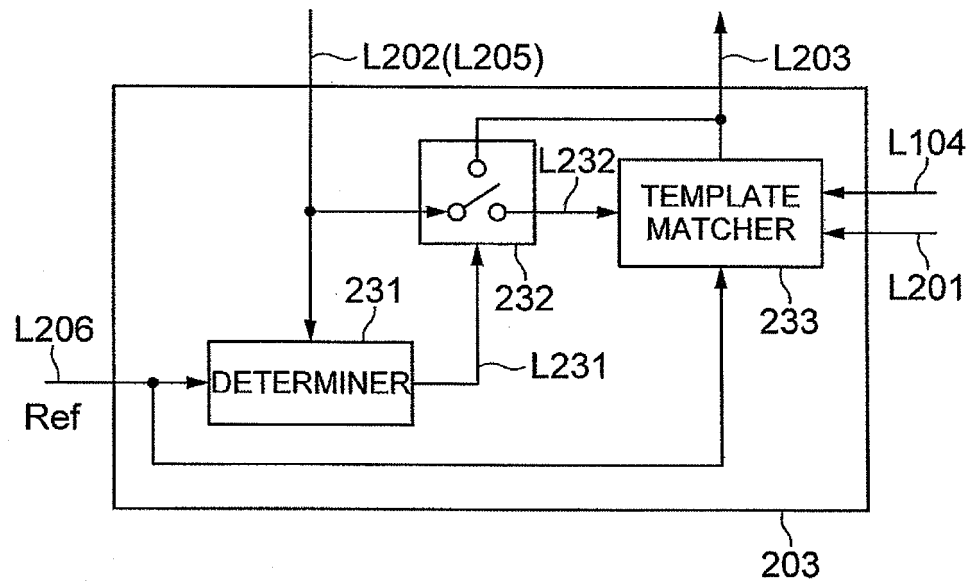 L202(L205)
L203
L104
L232
TEMPLATE
MATCHER
L201
231
232
233
L206
DETERMINER
L231
Ref
203